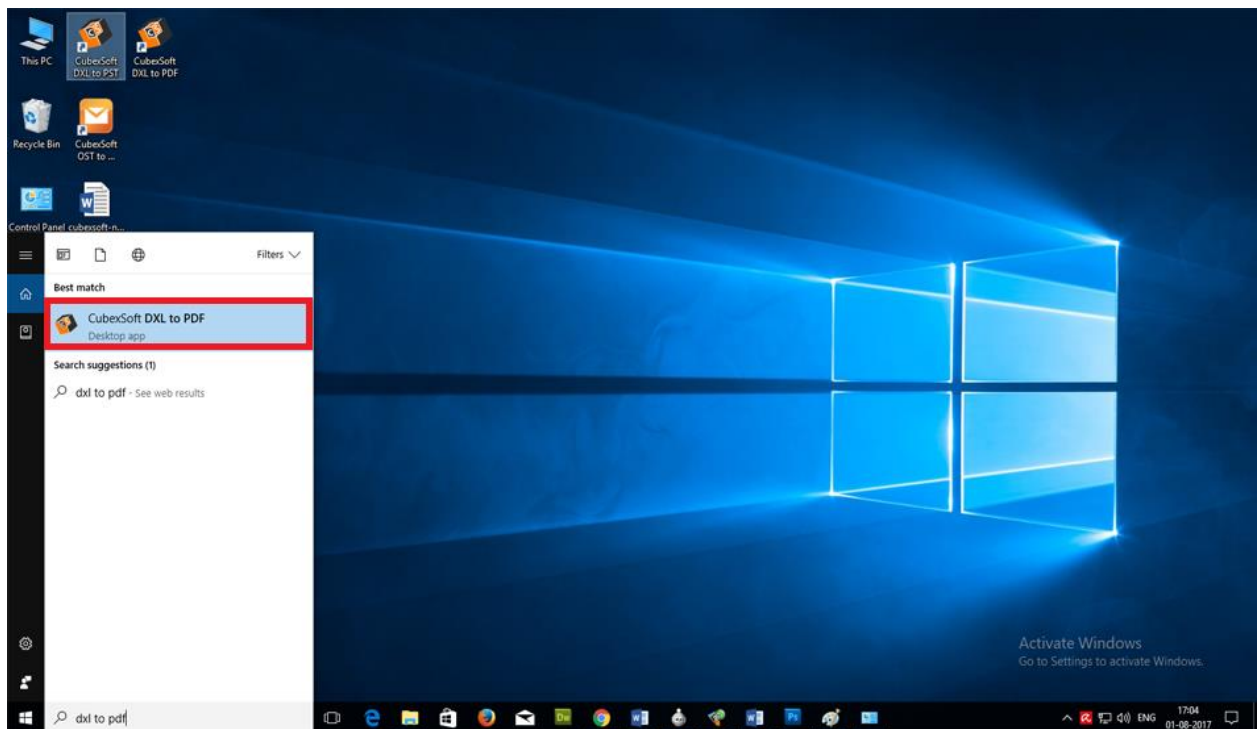 This PC
CubexSoft
DXL to PST
CubexSoft
DXL to PDF
Recycle Bin
CubexSoft
OST to ...
Control Panel
cubexsoft-n...
Filters
Best match
CubexSoft DXL to PDF
Desktop app
Search suggestions (1)
dxl to pdf - See web results
Activate Windows
Go to Settings to activate Windows.
dxl to pdf
Dw
W
W
Ps
ENG
17:04
01-08-2017